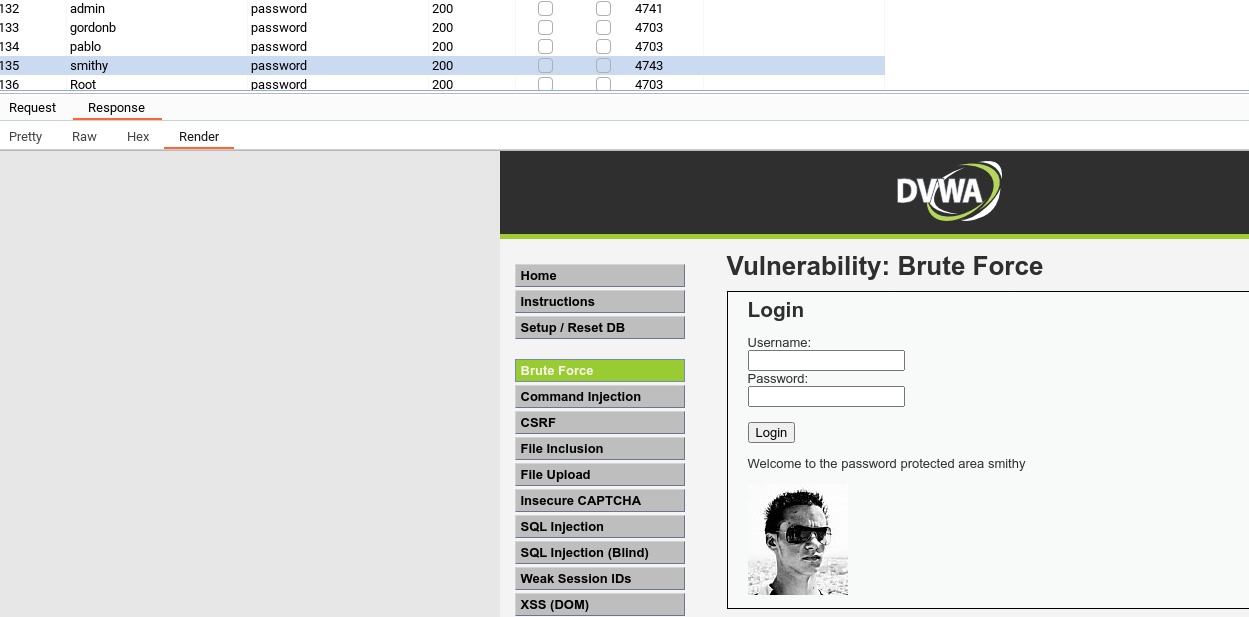 132 admin password 200 4741
133 gordonb password 200 4703
134 pablo password 200 4703
135 smithy password 200 4743
136 Root password 200 4703
Request Response
Pretty Raw Hex Render
DVWA
Home
Instructions
Setup / Reset DB
Brute Force
Command Injection
CSRF
File Inclusion
File Upload
Insecure CAPTCHA
SQL Injection
SQL Injection (Blind)
Weak Session IDs
XSS (DOM)
Vulnerability: Brute Force
Login
Username:
Password:
Login
Welcome to the password protected area smithy